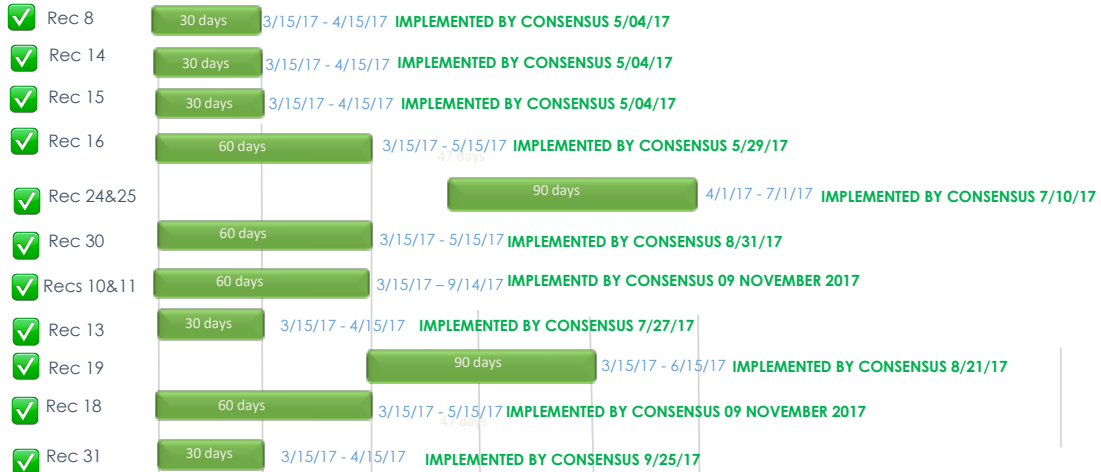 Rec 8 30 days 3/15/17 - 4/15/17 IMPLEMENTED BY CONSENSUS 5/04/17
Rec 14 30 days 3/15/17 - 4/15/17 IMPLEMENTED BY CONSENSUS 5/04/17
Rec 15 30 days 3/15/17 - 4/15/17 IMPLEMENTED BY CONSENSUS 5/04/17
Rec 16 60 days 3/15/17 - 5/15/17 IMPLEMENTED BY CONSENSUS 5/29/17
47 days
Rec 24&25 90 days 4/1/17 - 7/1/17 IMPLEMENTED BY CONSENSUS 7/10/17
Rec 30 60 days 3/15/17 - 5/15/17 IMPLEMENTED BY CONSENSUS 8/31/17
Recs 10&11 60 days 3/15/17 – 9/14/17 IMPLEMENTD BY CONSENSUS 09 NOVEMBER 2017
Rec 13 30 days 3/15/17 - 4/15/17 IMPLEMENTED BY CONSENSUS 7/27/17
Rec 19 90 days 3/15/17 - 6/15/17 IMPLEMENTED BY CONSENSUS 8/21/17
Rec 18 60 days 3/15/17 - 5/15/17 IMPLEMENTED BY CONSENSUS 09 NOVEMBER 2017
47 days
Rec 31 30 days 3/15/17 - 4/15/17 IMPLEMENTED BY CONSENSUS 9/25/17